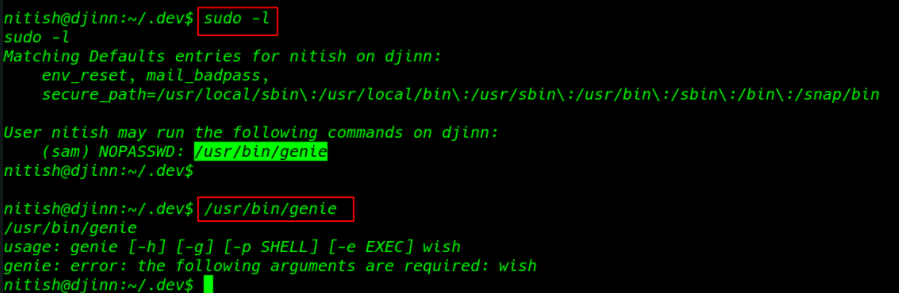 nitish@djinn:~/.dev$ sudo -l
sudo -l
Matching Defaults entries for nitish on djinn:
    env_reset, mail_badpass,
    secure_path=/usr/local/sbin\:/usr/local/bin\:/usr/sbin\:/usr/bin\:/sbin\:/bin\:/snap/bin

User nitish may run the following commands on djinn:
    (sam) NOPASSWD: /usr/bin/genie
nitish@djinn:~/.dev$

nitish@djinn:~/.dev$ /usr/bin/genie
/usr/bin/genie
usage: genie [-h] [-g] [-p SHELL] [-e EXEC] wish
genie: error: the following arguments are required: wish
nitish@djinn:~/.dev$